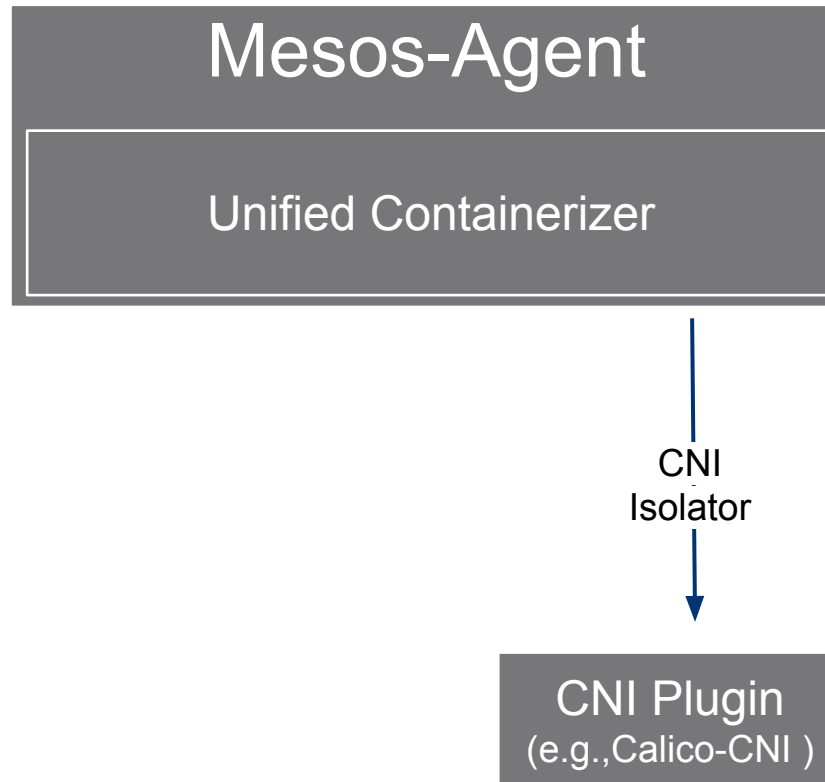 Mesos-Agent
Unified Containerizer
CNI
Isolator
CNI Plugin
(e.g.,Calico-CNI )